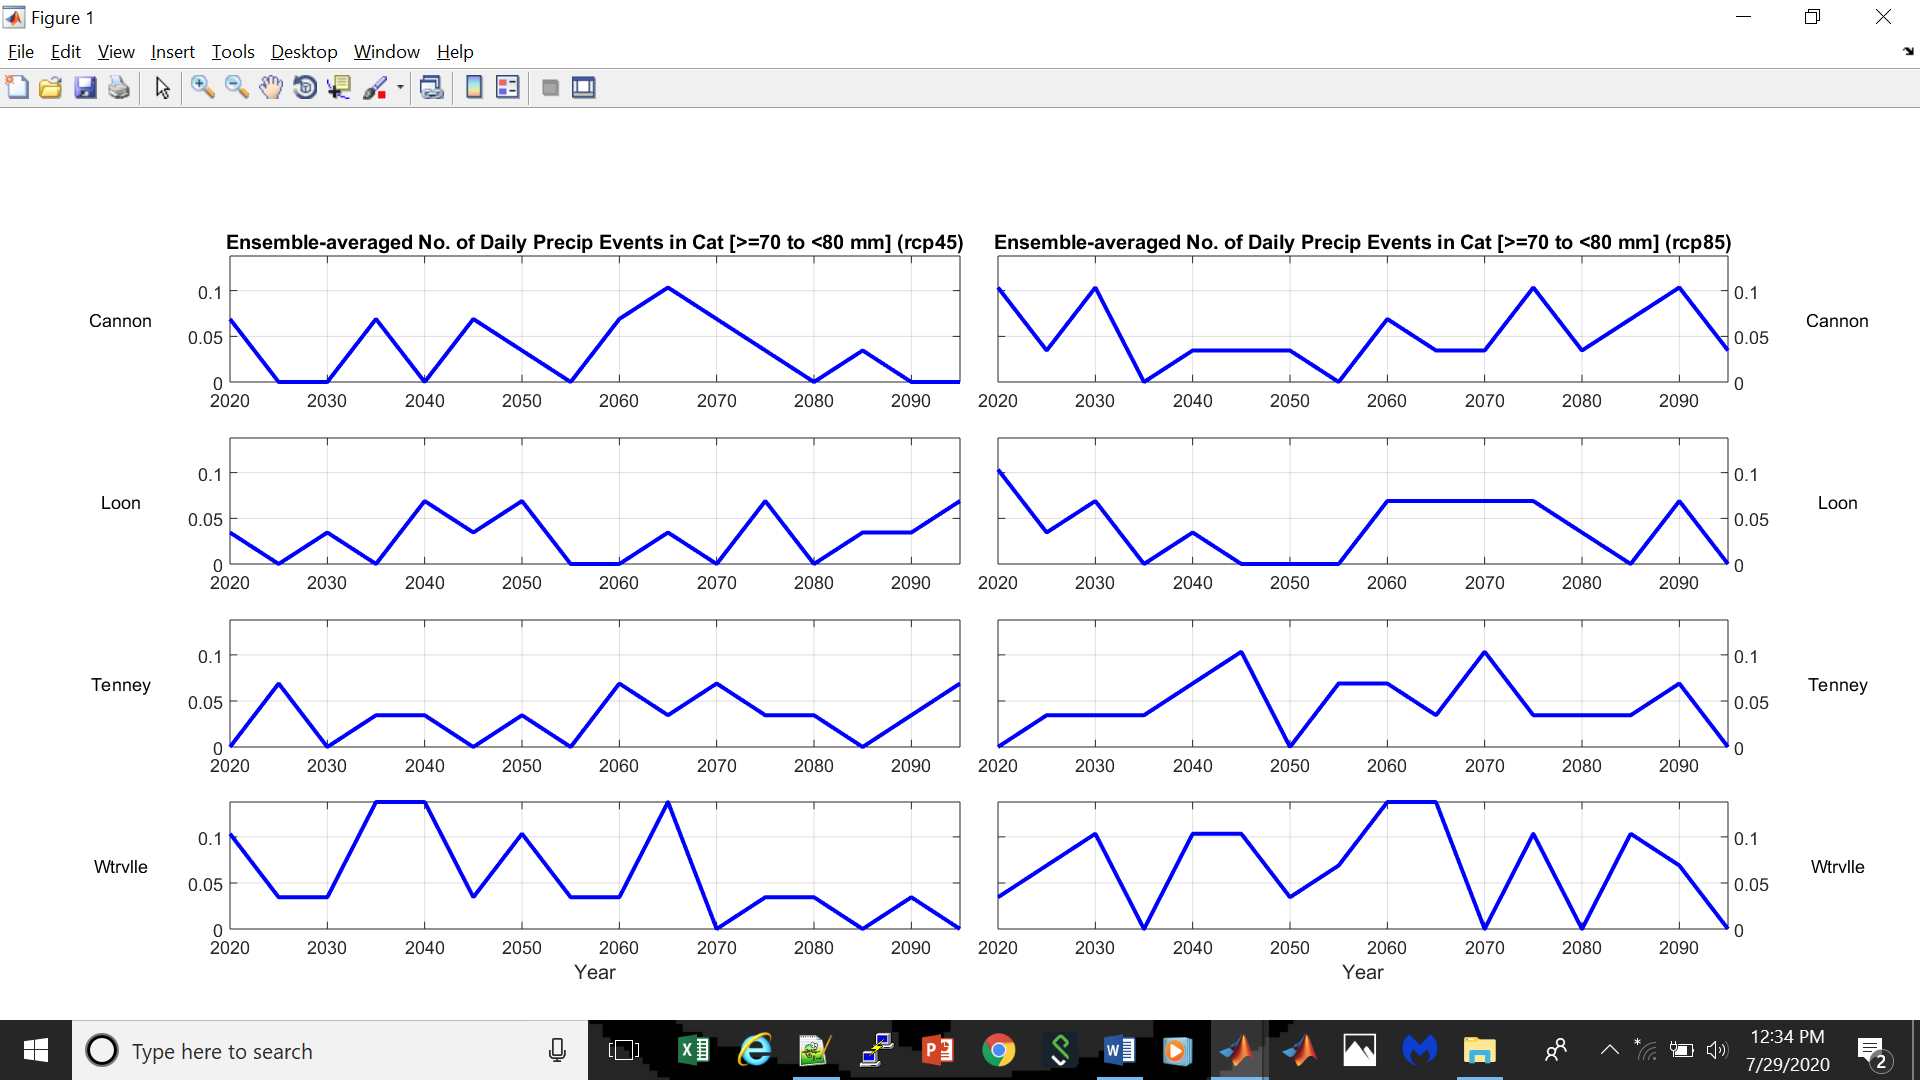 Figure 1
File Edit View Insert Tools Desktop Window Help
Ensemble-averaged No. of Daily Precip Events in Cat [>=70 to <80 mm] (rcp45)
Ensemble-averaged No. of Daily Precip Events in Cat [>=70 to <80 mm] (rcp85)
Cannon
0.1
0.05
0
2020 2030 2040 2050 2060 2070 2080 2090
2020 2030 2040 2050 2060 2070 2080 2090
0.1
0.05
0
Cannon
Loon
0.1
0.05
0
2020 2030 2040 2050 2060 2070 2080 2090
2020 2030 2040 2050 2060 2070 2080 2090
0.1
0.05
0
Loon
Tenney
0.1
0.05
0
2020 2030 2040 2050 2060 2070 2080 2090
2020 2030 2040 2050 2060 2070 2080 2090
0.1
0.05
0
Tenney
Wtrvlle
0.1
0.05
0
2020 2030 2040 2050 2060 2070 2080 2090
Year
2020 2030 2040 2050 2060 2070 2080 2090
Year
0.1
0.05
0
Wtrvlle
Type here to search
12:34 PM
7/29/2020
2